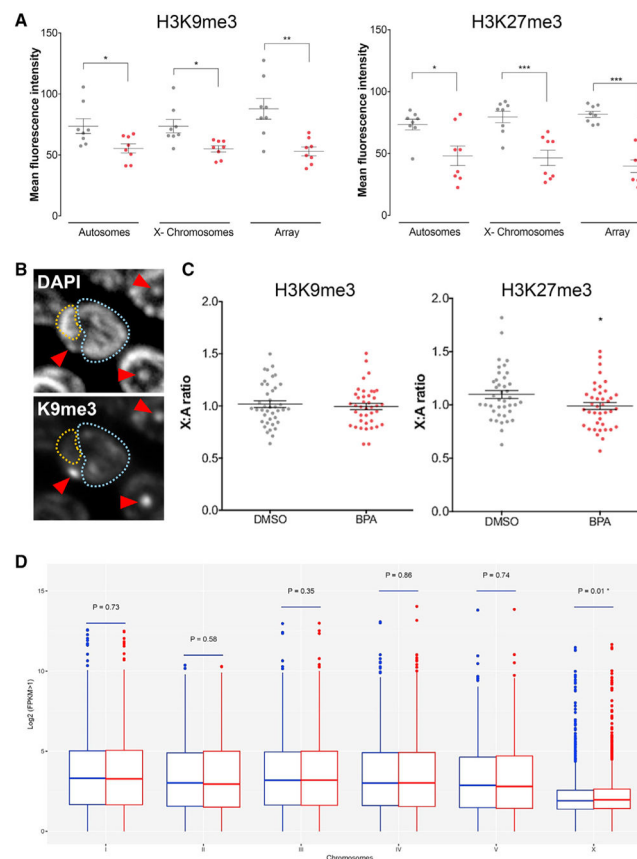 A
H3K9me3
H3K27me3
Mean fluorescence intensity
150
100
50
0
*
*
**
Autosomes
X- Chromosomes
Array
Mean fluorescence intensity
150
100
50
0
*
***
***
Autosomes
X- Chromosomes
Array
B
DAPI
K9me3
C
H3K9me3
H3K27me3
X:A ratio
2.0
1.5
1.0
0.5
0.0
DMSO
BPA
X:A ratio
2.0
1.5
1.0
0.5
0.0
*
DMSO
BPA
D
Log2 (FPKM>1)
15
10
5
0
P = 0.73
P = 0.58
P = 0.35
P = 0.86
P = 0.74
P = 0.01 *
I
II
III
IV
V
X
Chromosomes